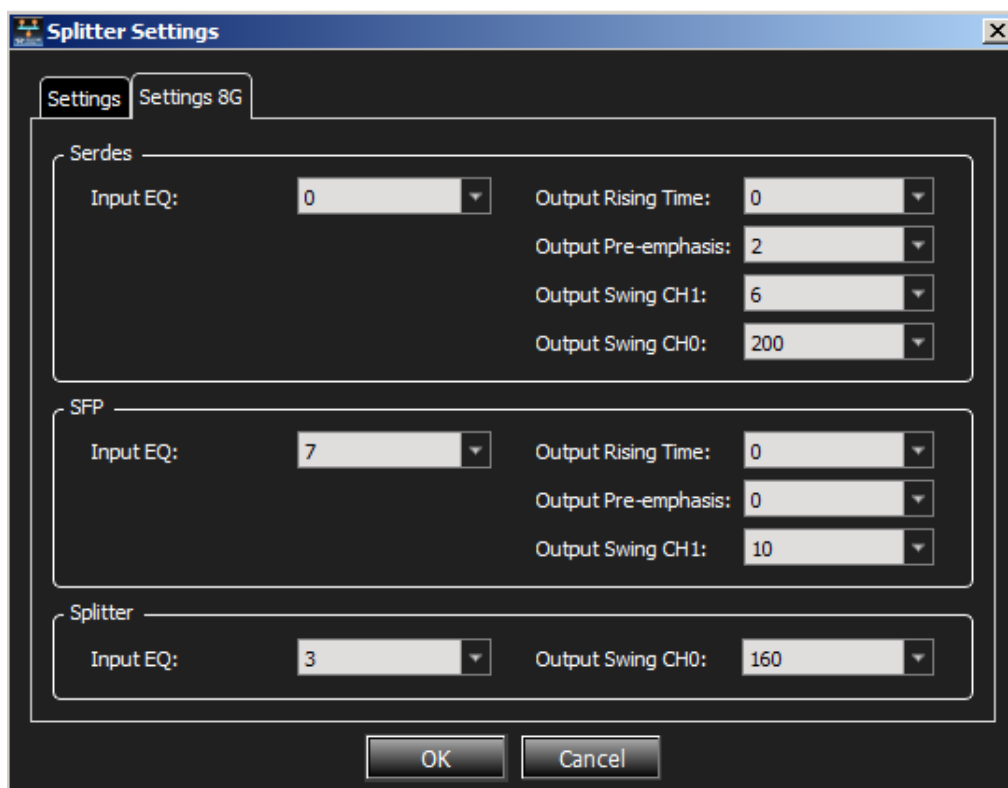 Splitter Settings
Settings
Settings 8G
Serdes
Input EQ: 0
Output Rising Time: 0
Output Pre-emphasis: 2
Output Swing CH1: 6
Output Swing CH0: 200
SFP
Input EQ: 7
Output Rising Time: 0
Output Pre-emphasis: 0
Output Swing CH1: 10
Splitter
Input EQ: 3
Output Swing CH0: 160
OK
Cancel